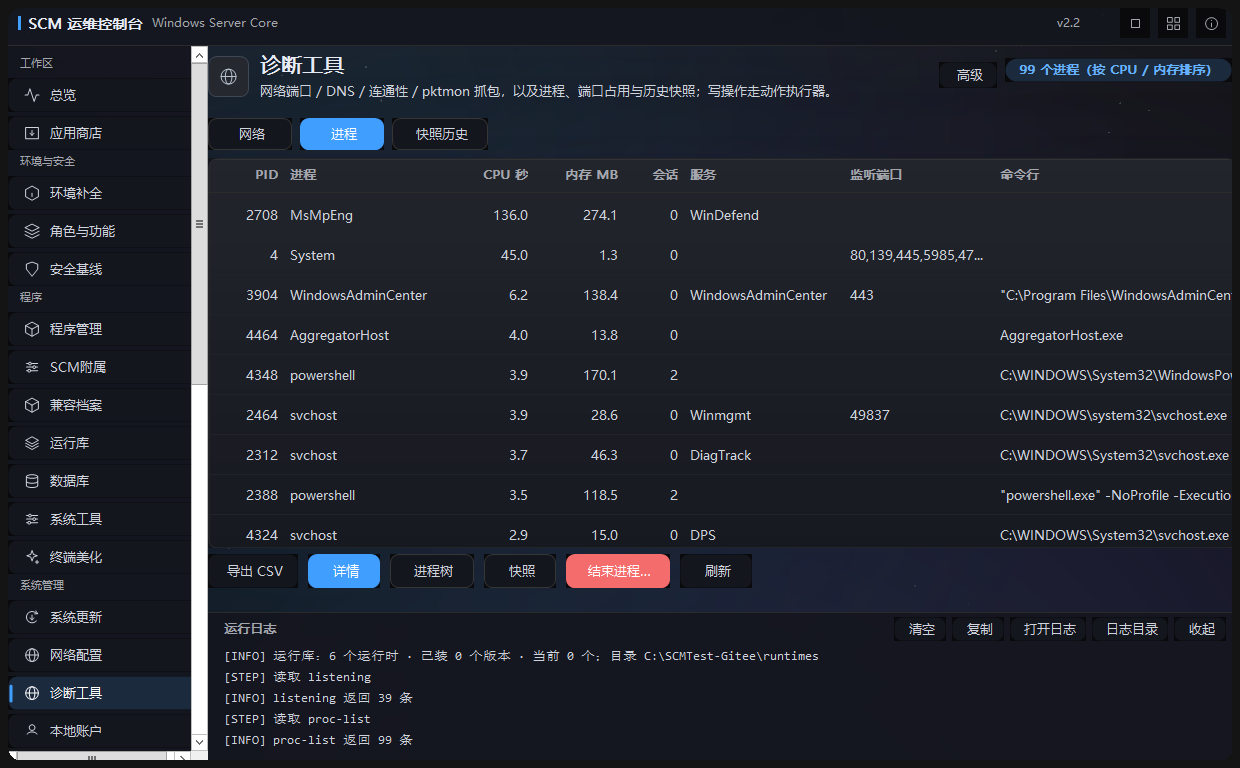 SCM 运维控制台 Windows Server Core v2.2
工作区
总览
应用商店
环境与安全
环境补全
角色与功能
安全基线
程序
程序管理
SCM附属
兼容档案
运行库
数据库
系统工具
终端美化
系统管理
系统更新
网络配置
诊断工具
本地账户
诊断工具
网络端口 / DNS / 连通性 / pktmon 抓包，以及进程、端口占用与历史快照；写操作走动作执行器。
高级 99 个进程（按 CPU / 内存排序）
网络 进程 快照历史
PID 进程 CPU 秒 内存 MB 会话 服务 监听端口 命令行
2708 MsMpEng 136.0 274.1 0 WinDefend
4 System 45.0 1.3 0 80,139,445,5985,47...
3904 WindowsAdminCenter 6.2 138.4 0 WindowsAdminCenter 443 "C:\Program Files\WindowsAdminCen
4464 AggregatorHost 4.0 13.8 0 AggregatorHost.exe
4348 powershell 3.9 170.1 2 C:\WINDOWS\System32\WindowsPow
2464 svchost 3.9 28.6 0 Winmgmt 49837 C:\WINDOWS\system32\svchost.exe
2312 svchost 3.7 46.3 0 DiagTrack C:\WINDOWS\System32\svchost.exe
2388 powershell 3.5 118.5 2 "powershell.exe" -NoProfile -Executio
4324 svchost 2.9 15.0 0 DPS C:\WINDOWS\System32\svchost.exe
导出 CSV 详情 进程树 快照 结束进程... 刷新
运行日志 清空 复制 打开日志 日志目录 收起
[INFO] 运行库：6 个运行时 · 已装 0 个版本 · 当前 0 个；目录 C:\SCMTest-Gitee\runtimes
[STEP] 读取 listening
[INFO] listening 返回 39 条
[STEP] 读取 proc-list
[INFO] proc-list 返回 99 条